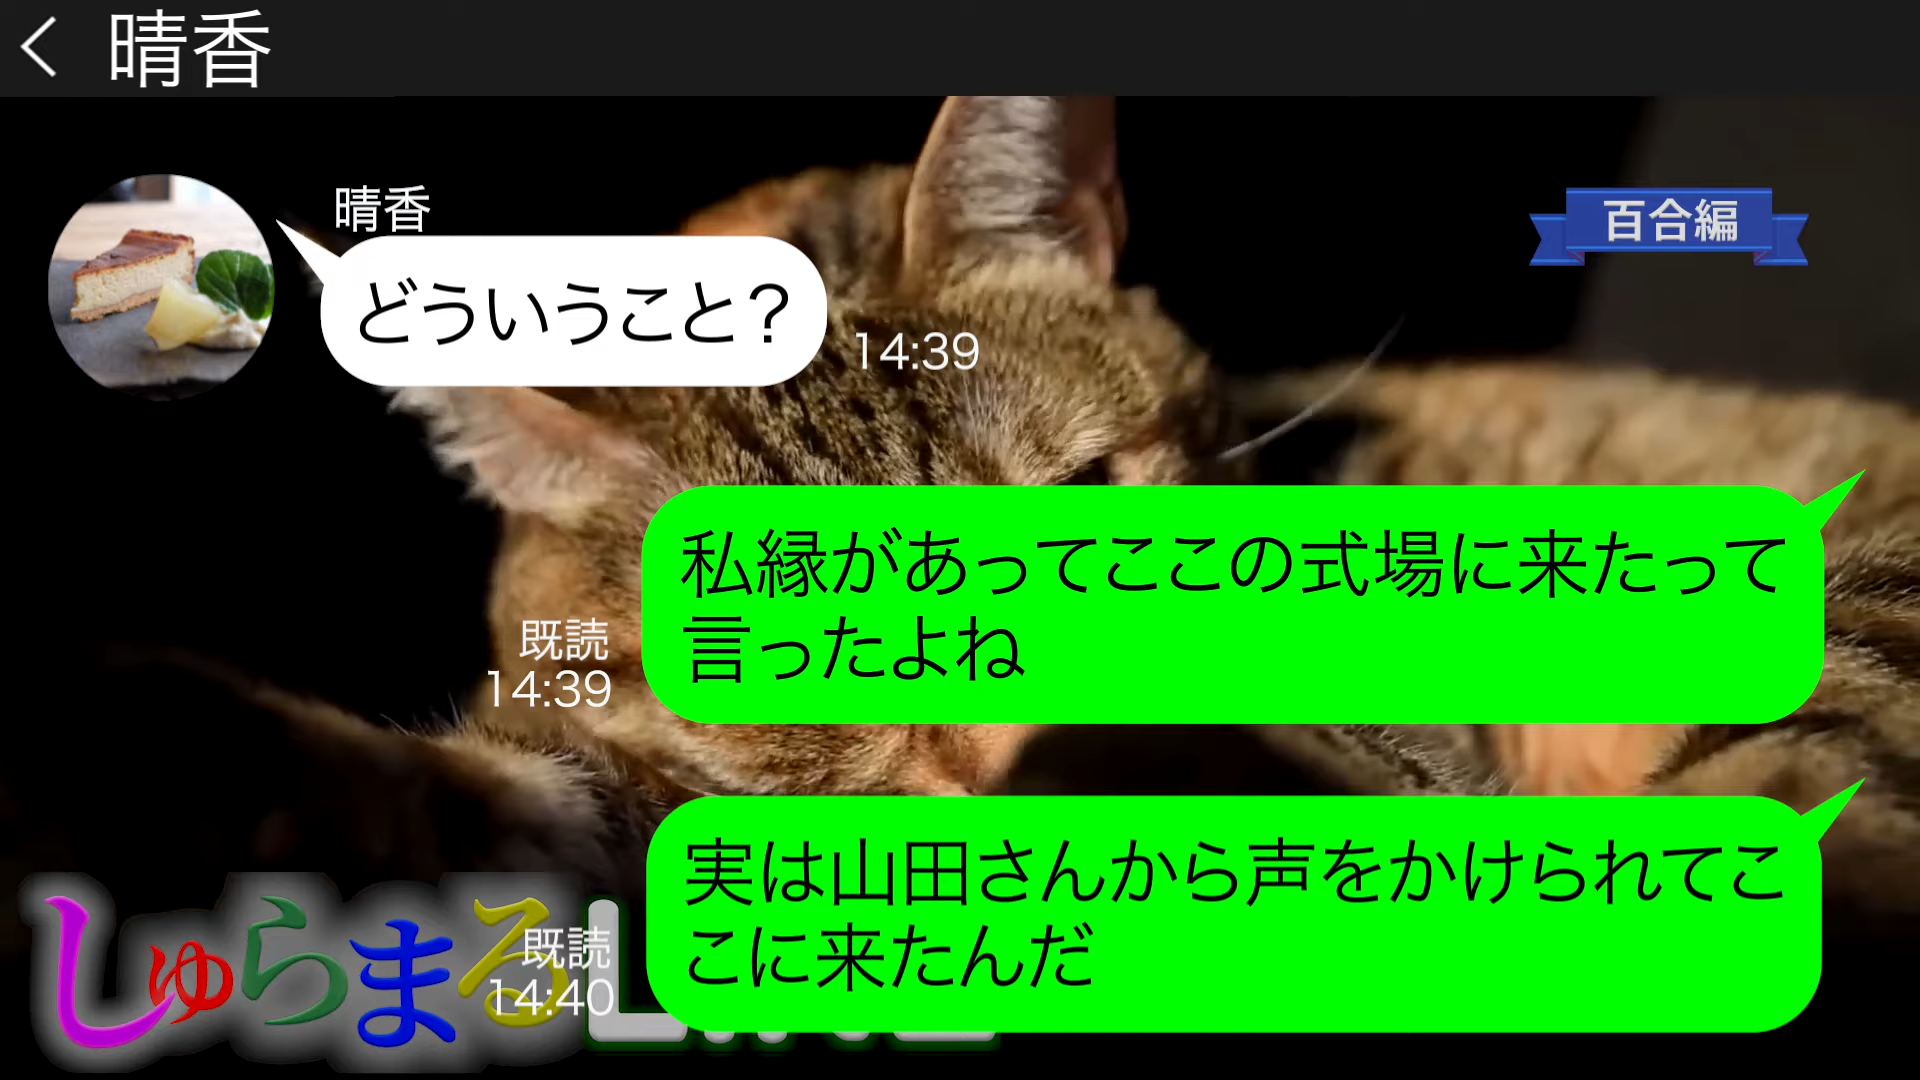 晴香
晴香
百合編
どういうこと?
14:39
私縁があってここの式場に来たって
言ったよね
既読
14:39
実は山田さんから声をかけられてこ
こに来たんだ
既読
14:40
しゅらまる